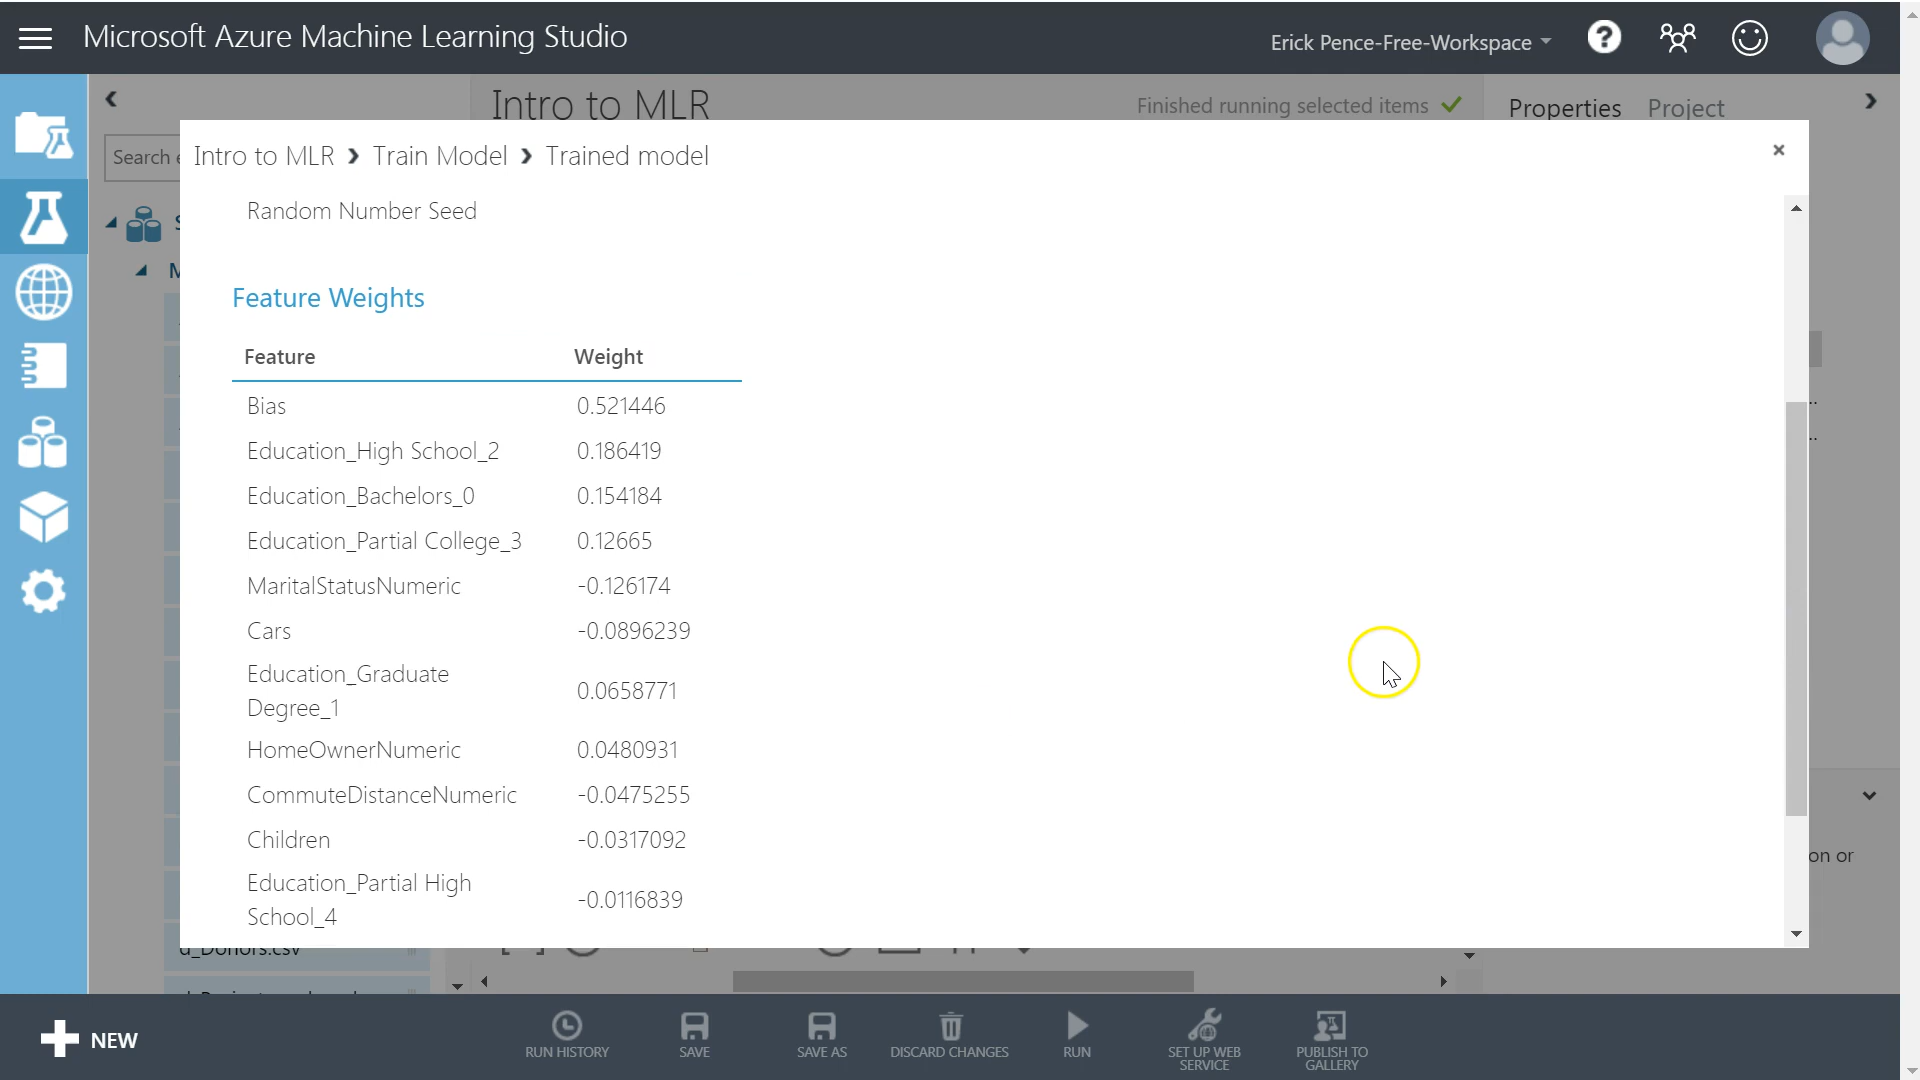 Microsoft Azure Machine Learning Studio
Erick Pence-Free-Workspace
Intro to MLR
Finished running selected items
Properties Project
Search
Intro to MLR > Train Model > Trained model
Random Number Seed
Feature Weights
Feature Weight
Bias 0.521446
Education_High School_2 0.186419
Education_Bachelors_0 0.154184
Education_Partial College_3 0.12665
MaritalStatusNumeric -0.126174
Cars -0.0896239
Education_Graduate
Degree_1 0.0658771
HomeOwnerNumeric 0.0480931
CommuteDistanceNumeric -0.0475255
Children -0.0317092
Education_Partial High
School_4 -0.0116839
on or
d_Donors.csv
NEW
RUN HISTORY
SAVE
SAVE AS
DISCARD CHANGES
RUN
SET UP WEB
SERVICE
PUBLISH TO
GALLERY